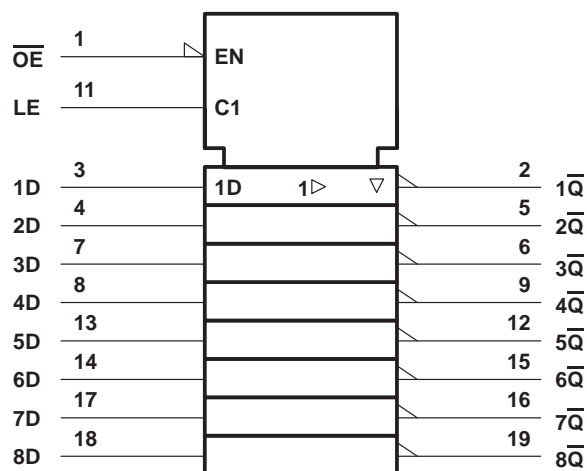 O̅E̅ 1 EN
LE 11 C1
1D 3 1D 1 2 1Q̅
2D 4 5 2Q̅
3D 7 6 3Q̅
4D 8 9 4Q̅
5D 13 12 5Q̅
6D 14 15 6Q̅
7D 17 16 7Q̅
8D 18 19 8Q̅